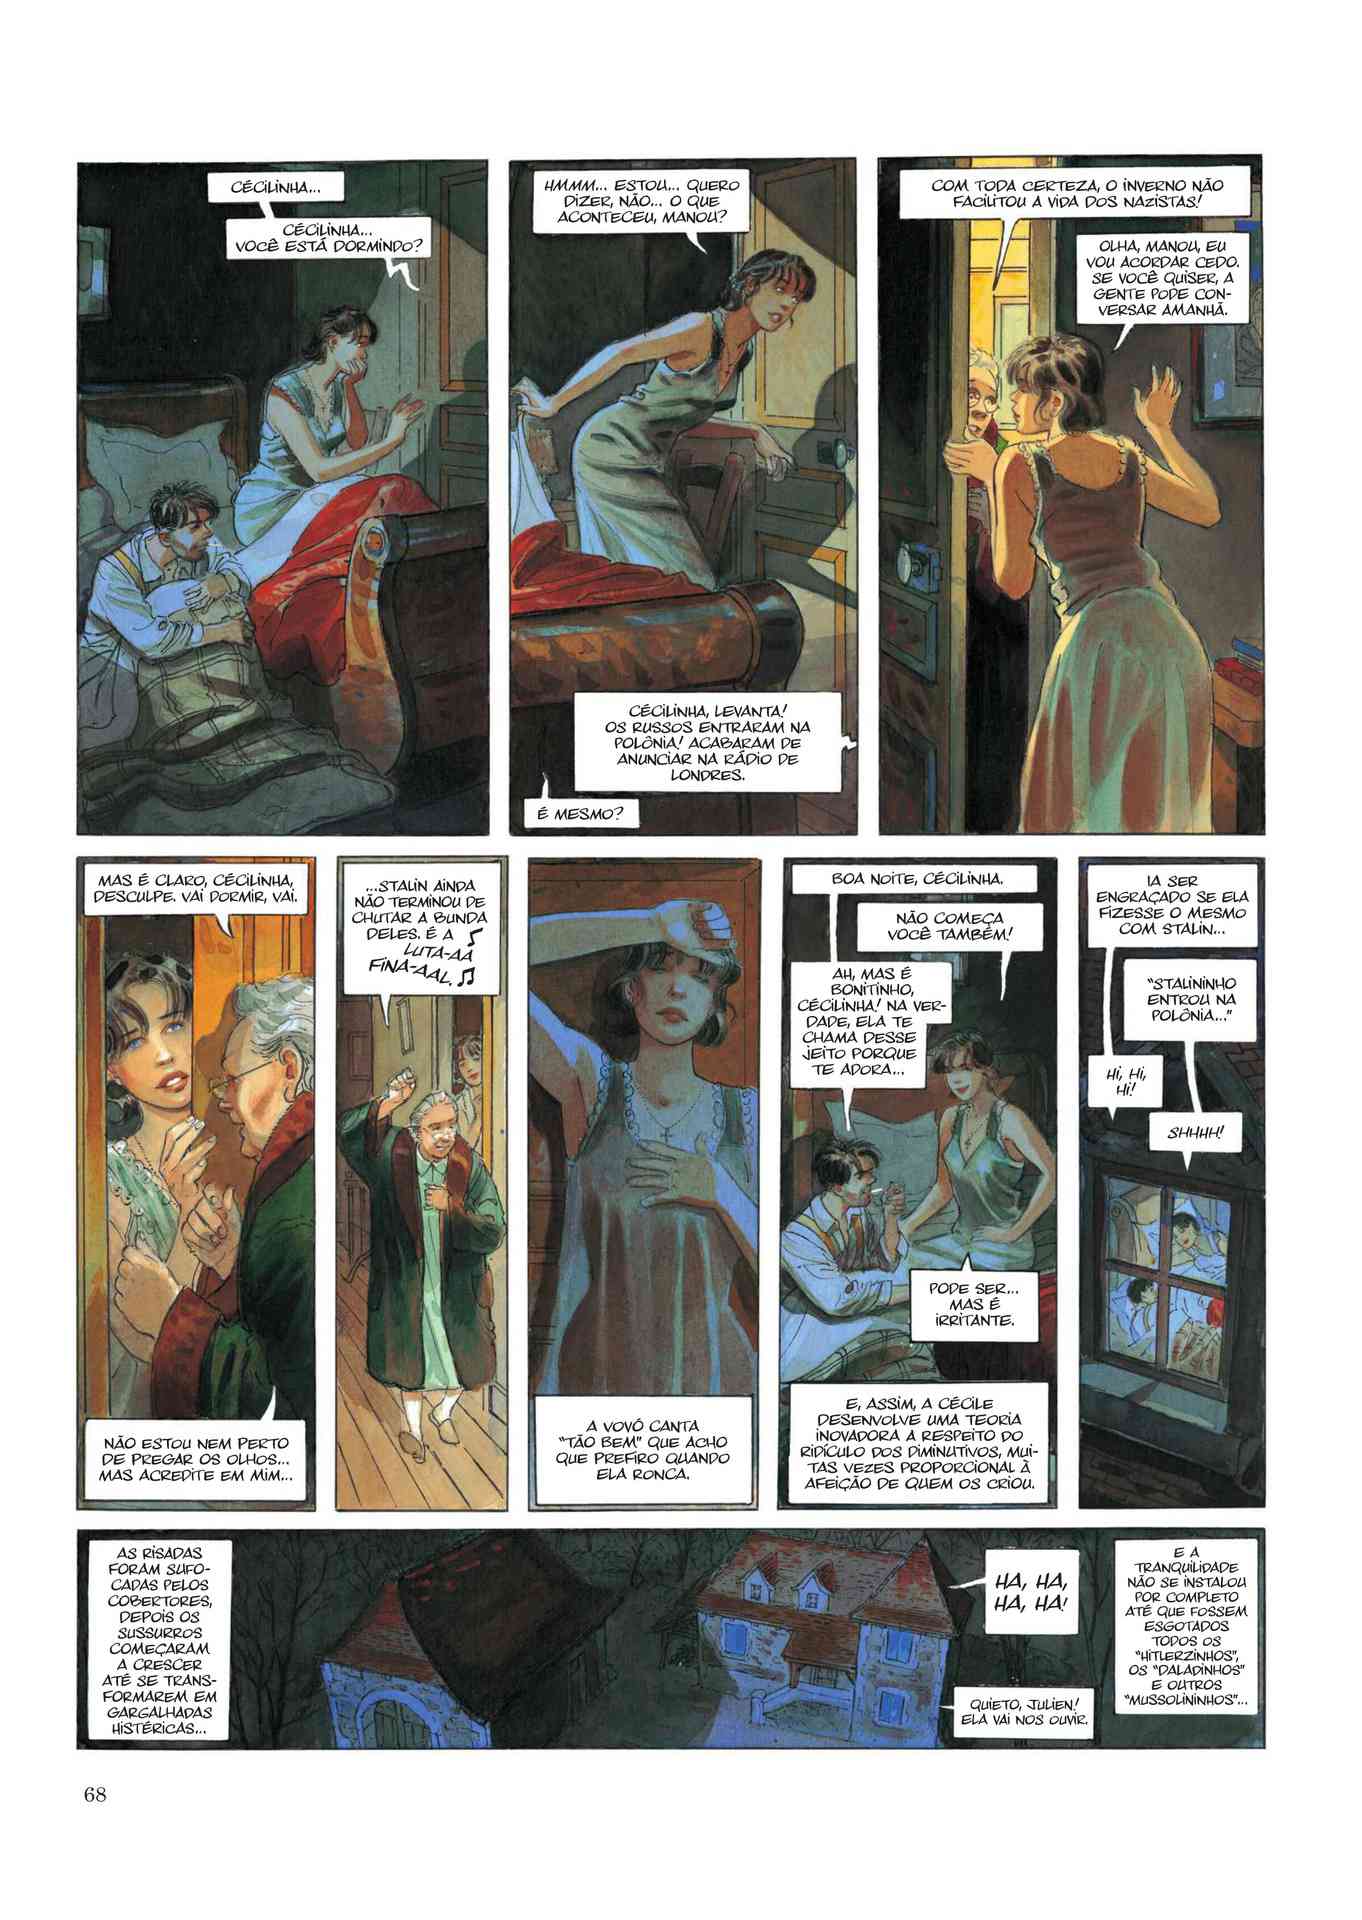 CÉCILINHA...
CÉCILINHA...
VOCÊ ESTÁ DORMINDO?
HMMM... ESTOU... QUERO
DIZER, NÃO... O QUE
ACONTECEU, MANOU?
CÉCILINHA, LEVANTA!
OS RUSSOS ENTRARAM NA
POLÔNIA! ACABARAM DE
ANUNCIAR NA RÁDIO DE
LONDRES.
É MESMO?
COM TODA CERTEZA, O INVERNO NÃO
FACILITOU A VIDA DOS NAZISTAS!
OLHA, MANOU, EU
VOU ACORDAR CEDO.
SE VOCÊ QUISER, A
GENTE PODE CON-
VERSAR AMANHÃ.
MAS É CLARO, CÉCILINHA,
DESCULPE. VAI DORMIR, VAI.
NÃO ESTOU NEM PERTO
DE PREGAR OS OLHOS...
MAS ACREDITE EM MIM...
...STALIN AINDA
NÃO TERMINOU DE
CHUTAR A BUNDA
DELES. É A ♪
LUTA-AA
FINA-AAL. ♫
A VOVÓ CANTA
“TÃO BEM” QUE ACHO
QUE PREFIRO QUANDO
ELA RONCA.
BOA NOITE, CÉCILINHA.
NÃO COMEÇA
VOCÊ TAMBÉM!
AH, MAS É
BONITINHO,
CÉCILINHA! NA VER-
DADE, ELA TE
CHAMA DESSE
JEITO PORQUE
TE ADORA...
PODE SER...
MAS É
IRRITANTE.
E, ASSIM, A CÉCILE
DESENVOLVE UMA TEORIA
INOVADORA A RESPEITO DO
RIDÍCULO DOS DIMINUTIVOS, MUI-
TAS VEZES PROPORCIONAL À
AFEIÇÃO DE QUEM OS CRIOU.
IA SER
ENGRAÇADO SE ELA
FIZESSE O MESMO
COM STALIN...
“STALININHO
ENTROU NA
POLÔNIA...”
HI, HI,
HI!
SHHHH!
AS RISADAS
FORAM SUFO-
CADAS PELOS
COBERTORES,
DEPOIS OS
SUSSURROS
COMEÇARAM
A CRESCER
ATÉ SE TRANS-
FORMAREM EM
GARGALHADAS
HISTÉRICAS...
HA, HA,
HA, HA!
QUIETO, JULIEN!
ELA VAI NOS OUVIR.
E A
TRANQUILIDADE
NÃO SE INSTALOU
POR COMPLETO
ATÉ QUE FOSSEM
ESGOTADOS
TODOS OS
“HITLERZINHOS”,
OS “DALADINHOS”
E OUTROS
“MUSSOLININHOS”...
68